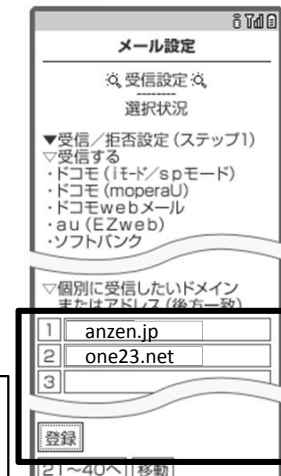 メール設定
受信設定
選択状況
▼受信/拒否設定(ステップ1)
▽受信する
・ドコモ(iモード/spモード)
・ドコモ(moperaU)
・ドコモwebメール
・au(EZweb)
・ソフトバンク
▽個別に受信したいドメイン
またはアドレス(後方一致)
1 anzen.jp
2 one23.net
3
登録
21~40へ 移動